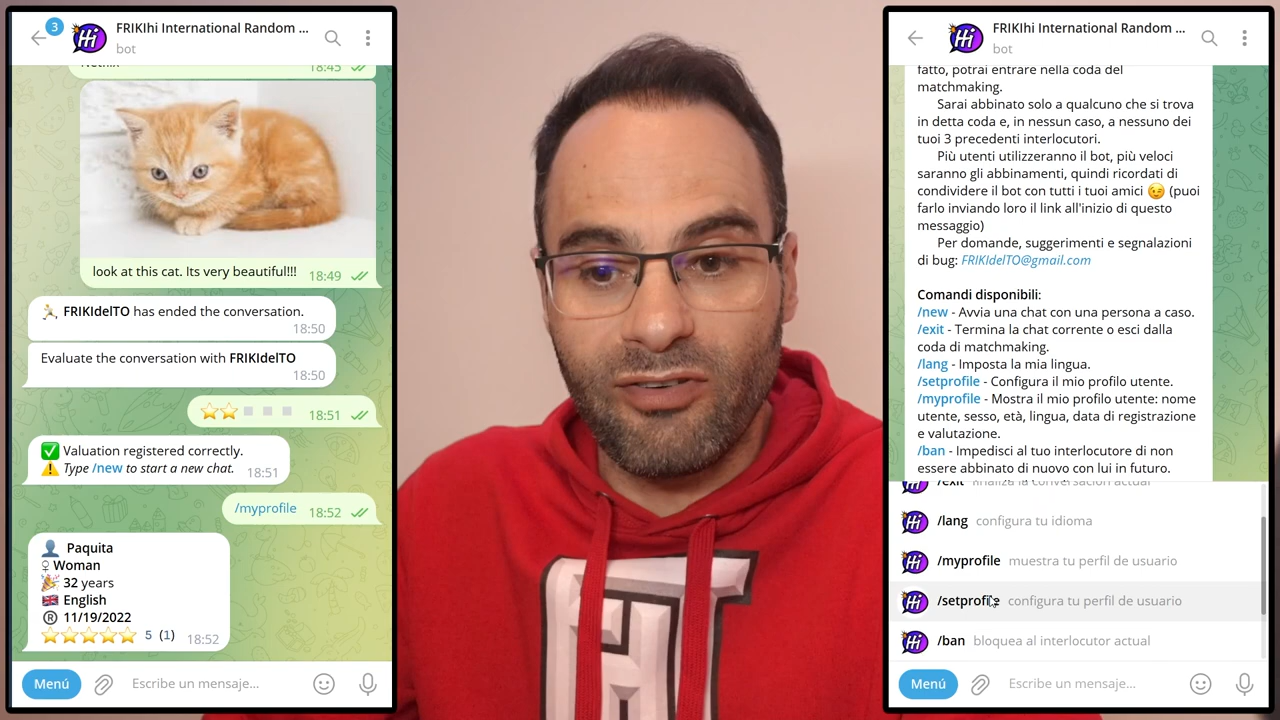 3
Hi
FRIKIhi International Random ...
bot
18:45
look at this cat. Its very beautiful!!!
18:49
FRIKIdelTO has ended the conversation.
18:50
Evaluate the conversation with FRIKIdelTO
18:50
18:51
Valuation registered correctly.
Type /new to start a new chat.
18:51
/myprofile
18:52
Paquita
♀ Woman
32 years
English
® 11/19/2022
5 (1)
18:52
Menú
Escribe un mensaje...
Hi
FRIKIhi International Random ...
bot
fatto, potrai entrare nella coda del
matchmaking.
Sarai abbinato solo a qualcuno che si trova
in detta coda e, in nessun caso, a nessuno dei
tuoi 3 precedenti interlocutori.
Più utenti utilizzeranno il bot, più veloci
saranno gli abbinamenti, quindi ricordati di
condividere il bot con tutti i tuoi amici 😉 (puoi
farlo inviando loro il link all'inizio di questo
messaggio)
Per domande, suggerimenti e segnalazioni
di bug: FRIKIdelTO@gmail.com
Comandi disponibili:
/new - Avvia una chat con una persona a caso.
/exit - Termina la chat corrente o esci dalla
coda di matchmaking.
/lang - Imposta la mia lingua.
/setprofile - Configura il mio profilo utente.
/myprofile - Mostra il mio profilo utente: nome
utente, sesso, età, lingua, data di registrazione
e valutazione.
/ban - Impedisci al tuo interlocutore di non
essere abbinato di nuovo con lui in futuro.
/exit finaliza la conversación actual
/lang configura tu idioma
/myprofile muestra tu perfil de usuario
/setprofile configura tu perfil de usuario
/ban bloquea al interlocutor actual
Menú
Escribe un mensaje...